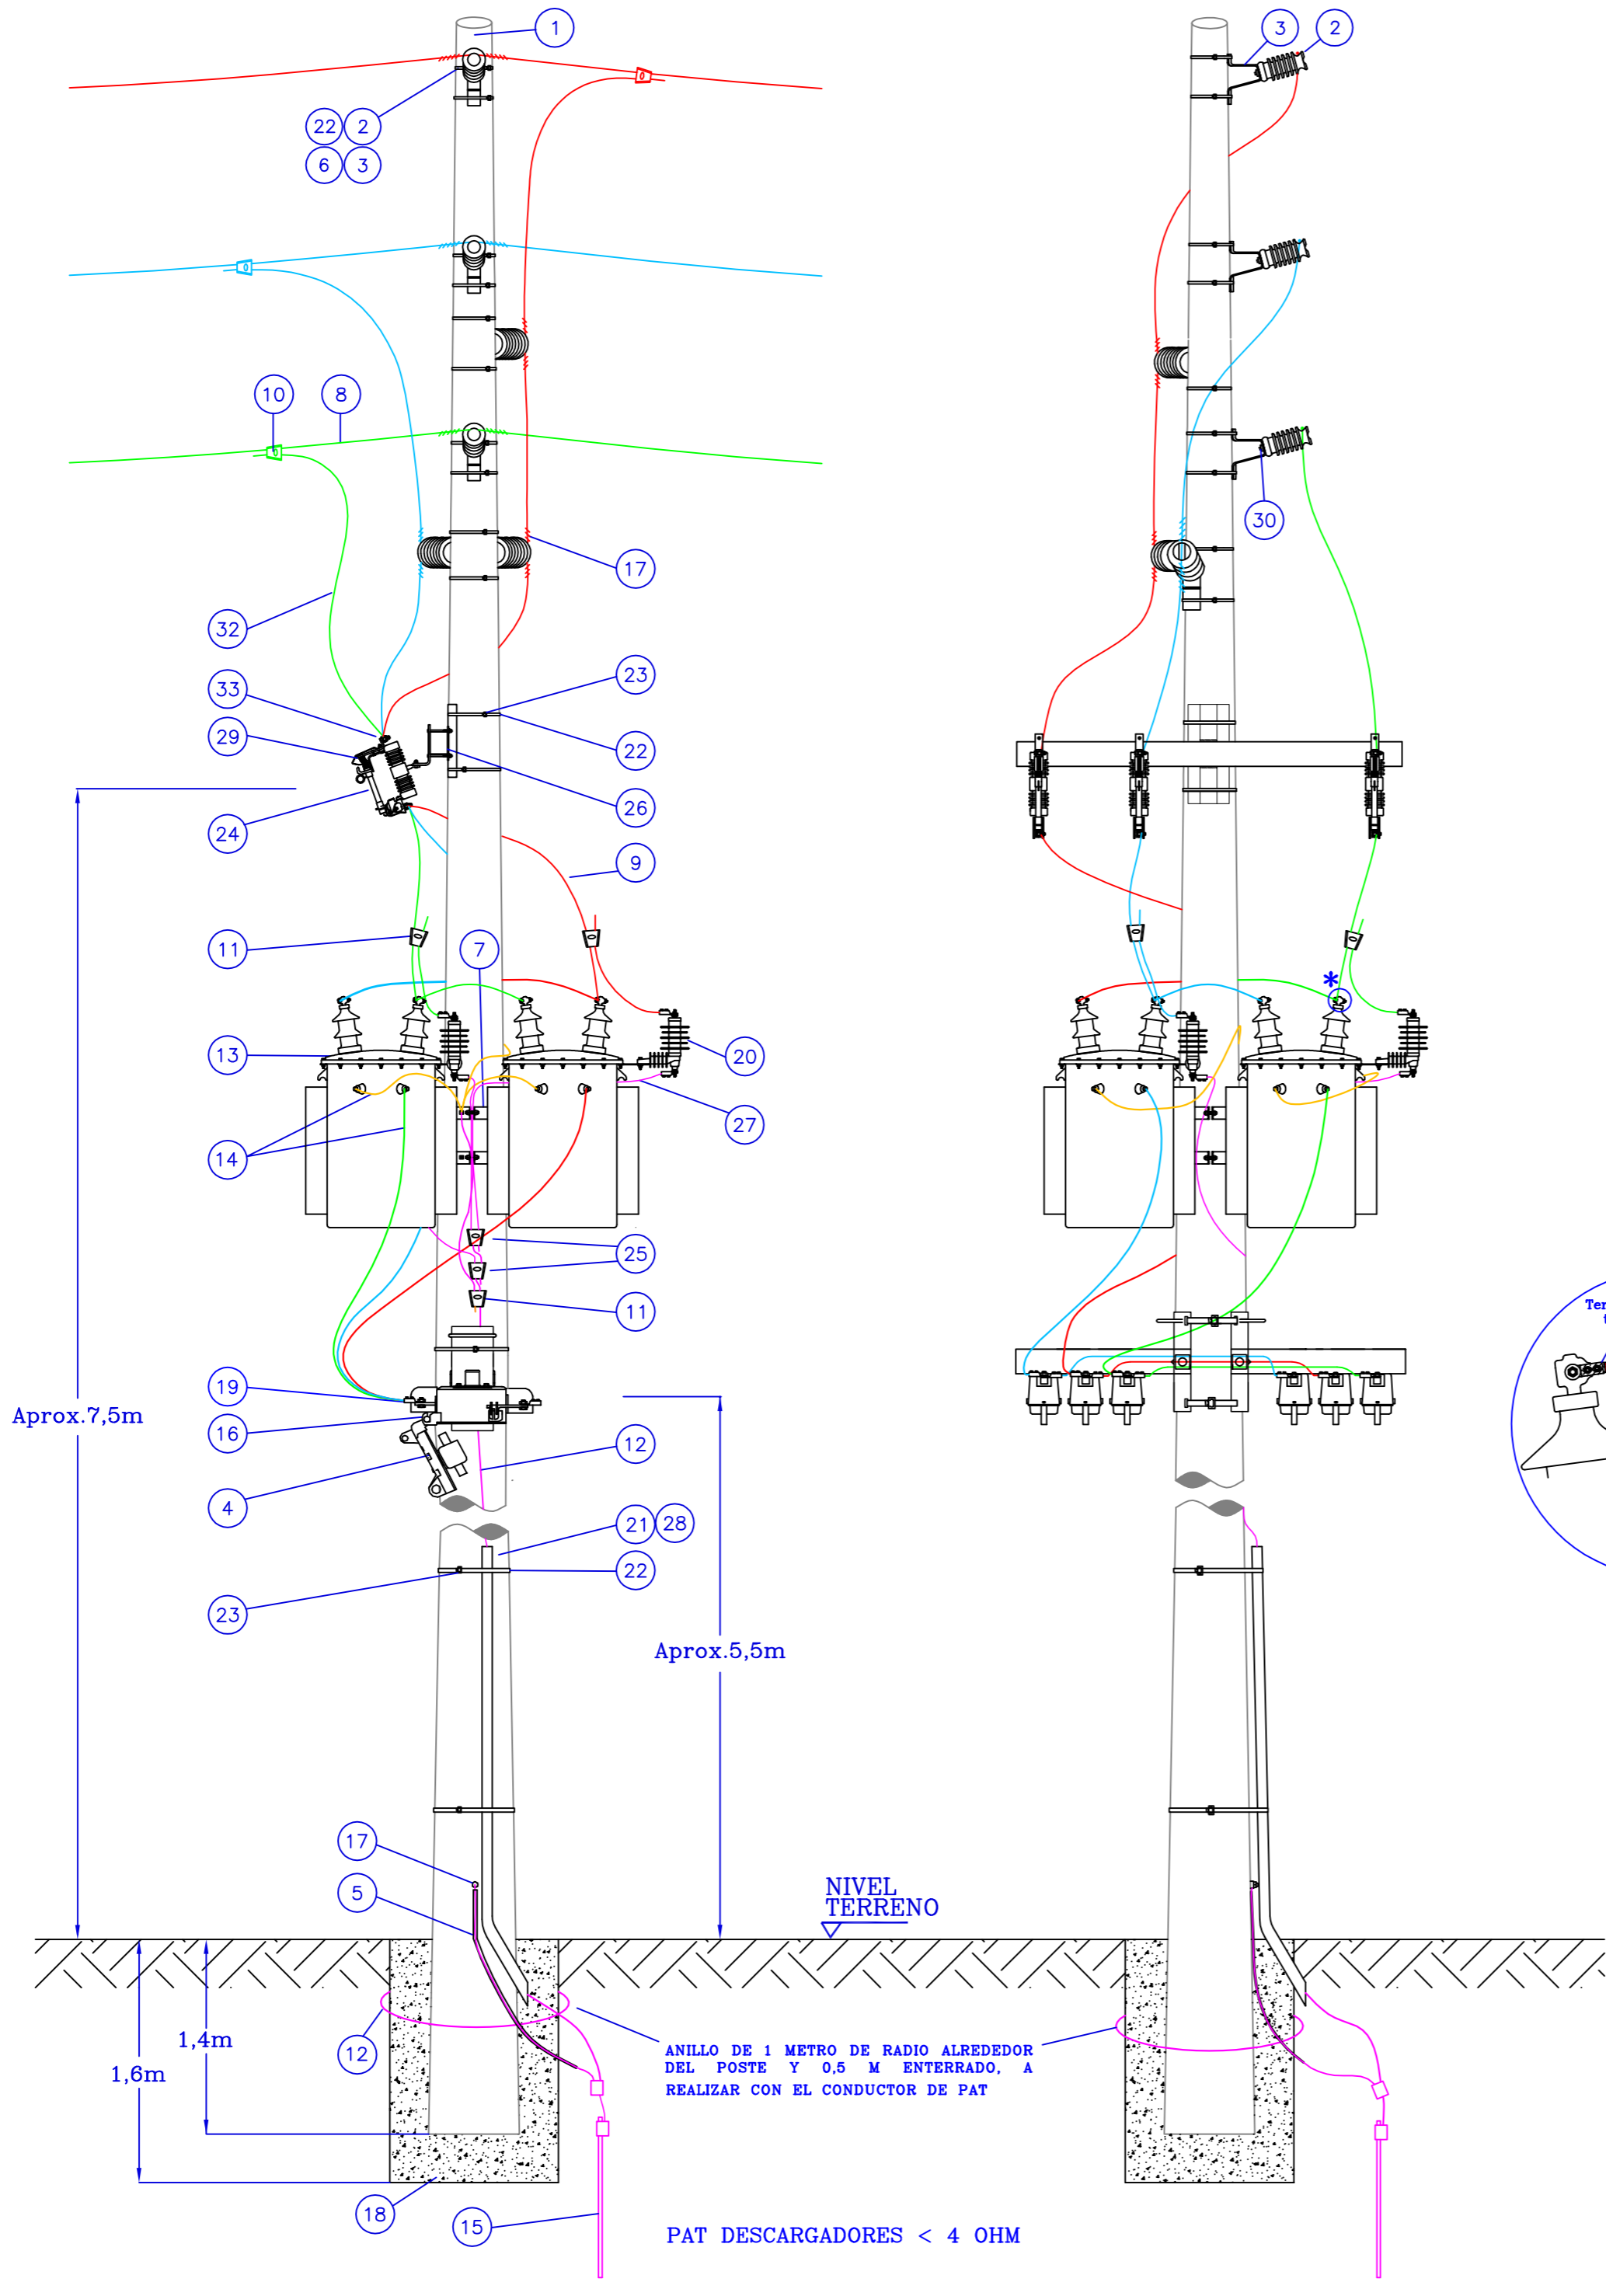 1
3 2
22 2
6 3
10 8
30
17
32
23
33
22
29
26
24
9
11 7
*
13
20
27
14
25
11
Ter
t
19
Aprox.7,5m
16
12
4
21 28
22
23
Aprox.5,5m
17
5
NIVEL
TERRENO
1,4m
12
1,6m
ANILLO DE 1 METRO DE RADIO ALREDEDOR
DEL POSTE Y 0,5 M ENTERRADO, A
REALIZAR CON EL CONDUCTOR DE PAT
18
15
PAT DESCARGADORES < 4 OHM